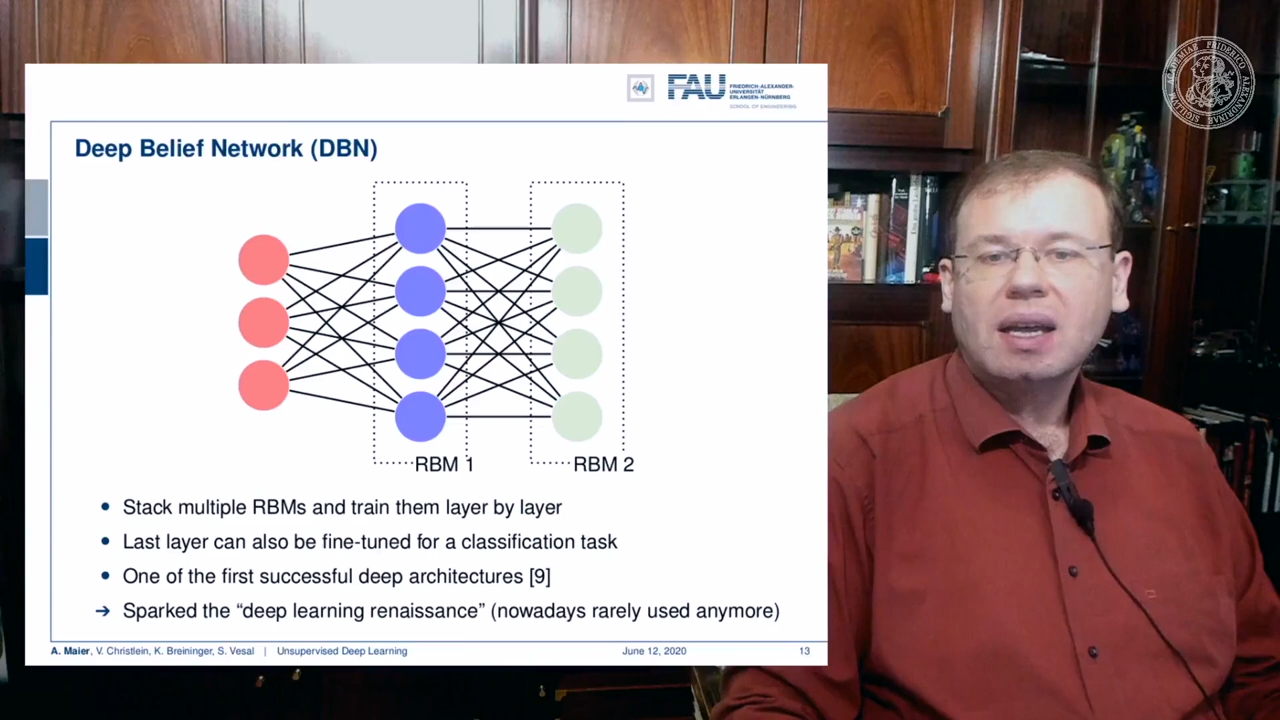 FAU
FRIEDRICH-ALEXANDER-
UNIVERSITÄT
ERLANGEN-NÜRNBERG
SCHOOL OF ENGINEERING
Deep Belief Network (DBN)
RBM 1
RBM 2
• Stack multiple RBMs and train them layer by layer
• Last layer can also be fine-tuned for a classification task
• One of the first successful deep architectures [9]
➔ Sparked the “deep learning renaissance” (nowadays rarely used anymore)
A. Maier, V. Christlein, K. Breininger, S. Vesal | Unsupervised Deep Learning
June 12, 2020
13